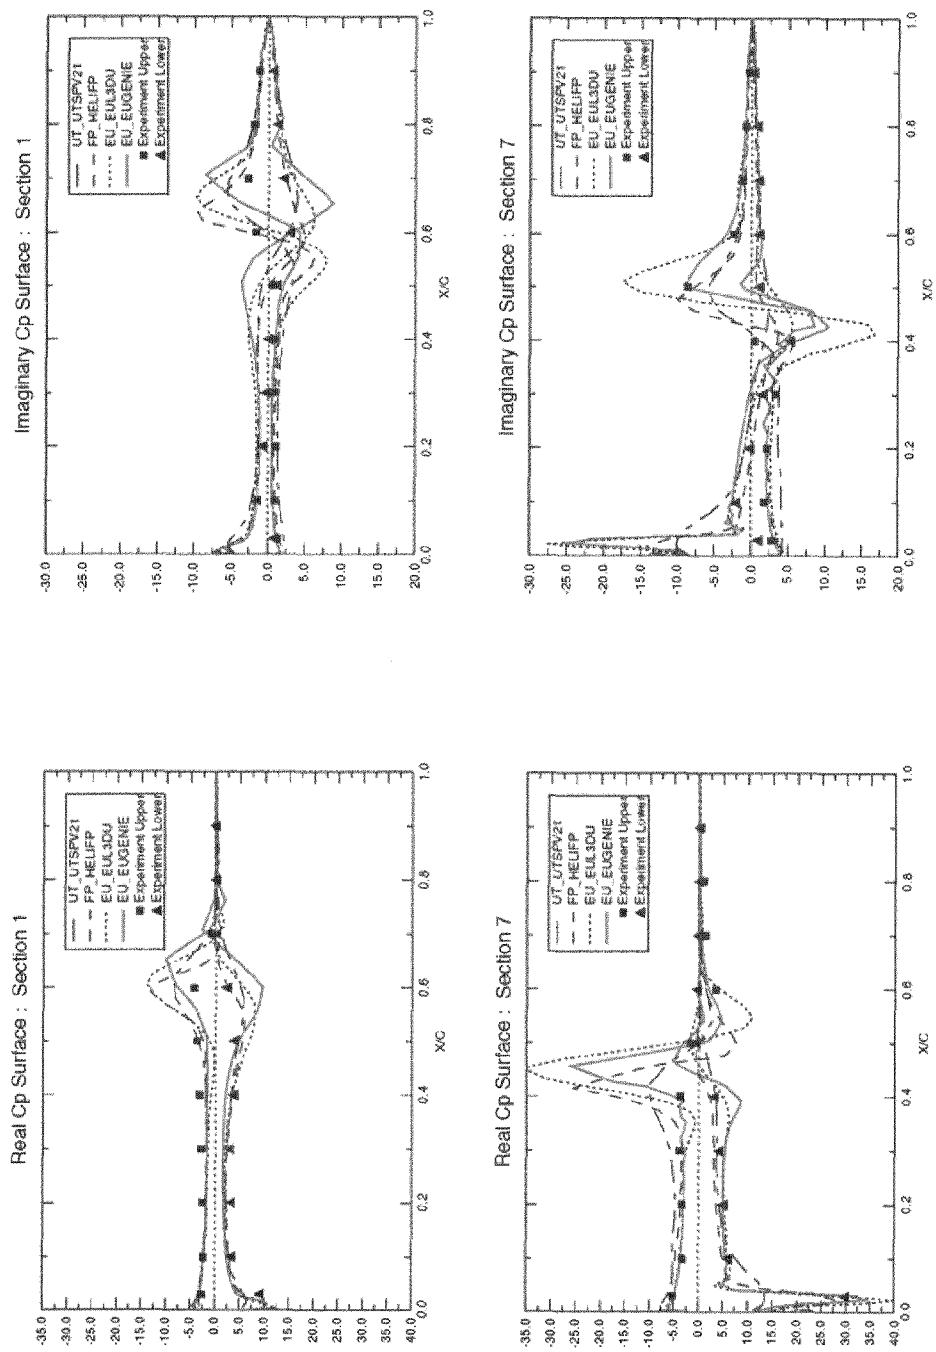 Real Cp Surface : Section 1
-35.0
-30.0
-25.0
-20.0
-15.0
-10.0
-5.0
0.0
5.0
10.0
15.0
20.0
25.0
30.0
35.0
40.0
0.0
0.2
0.4
0.6
0.8
1.0
X/C
UT_UTSPV21
FP_HELIFP
EU_EUL3DU
EU_EUGENIE
Experiment Upper
Experiment Lower
Imaginary Cp Surface : Section 1
-30.0
-25.0
-20.0
-15.0
-10.0
-5.0
0.0
5.0
10.0
15.0
20.0
0.0
0.2
0.4
0.6
0.8
1.0
X/C
UT_UTSPV21
FP_HELIFP
EU_EUL3DU
EU_EUGENIE
Experiment Upper
Experiment Lower
Real Cp Surface : Section 7
-35.0
-30.0
-25.0
-20.0
-15.0
-10.0
-5.0
0.0
5.0
10.0
15.0
20.0
25.0
30.0
35.0
40.0
0.0
0.2
0.4
0.6
0.8
1.0
X/C
UT_UTSPV21
FP_HELIFP
EU_EUL3DU
EU_EUGENIE
Experiment Upper
Experiment Lower
Imaginary Cp Surface : Section 7
-30.0
-25.0
-20.0
-15.0
-10.0
-5.0
0.0
5.0
10.0
15.0
20.0
0.0
0.2
0.4
0.6
0.8
1.0
X/C
UT_UTSPV21
FP_HELIFP
EU_EUL3DU
EU_EUGENIE
Experiment Upper
Experiment Lower